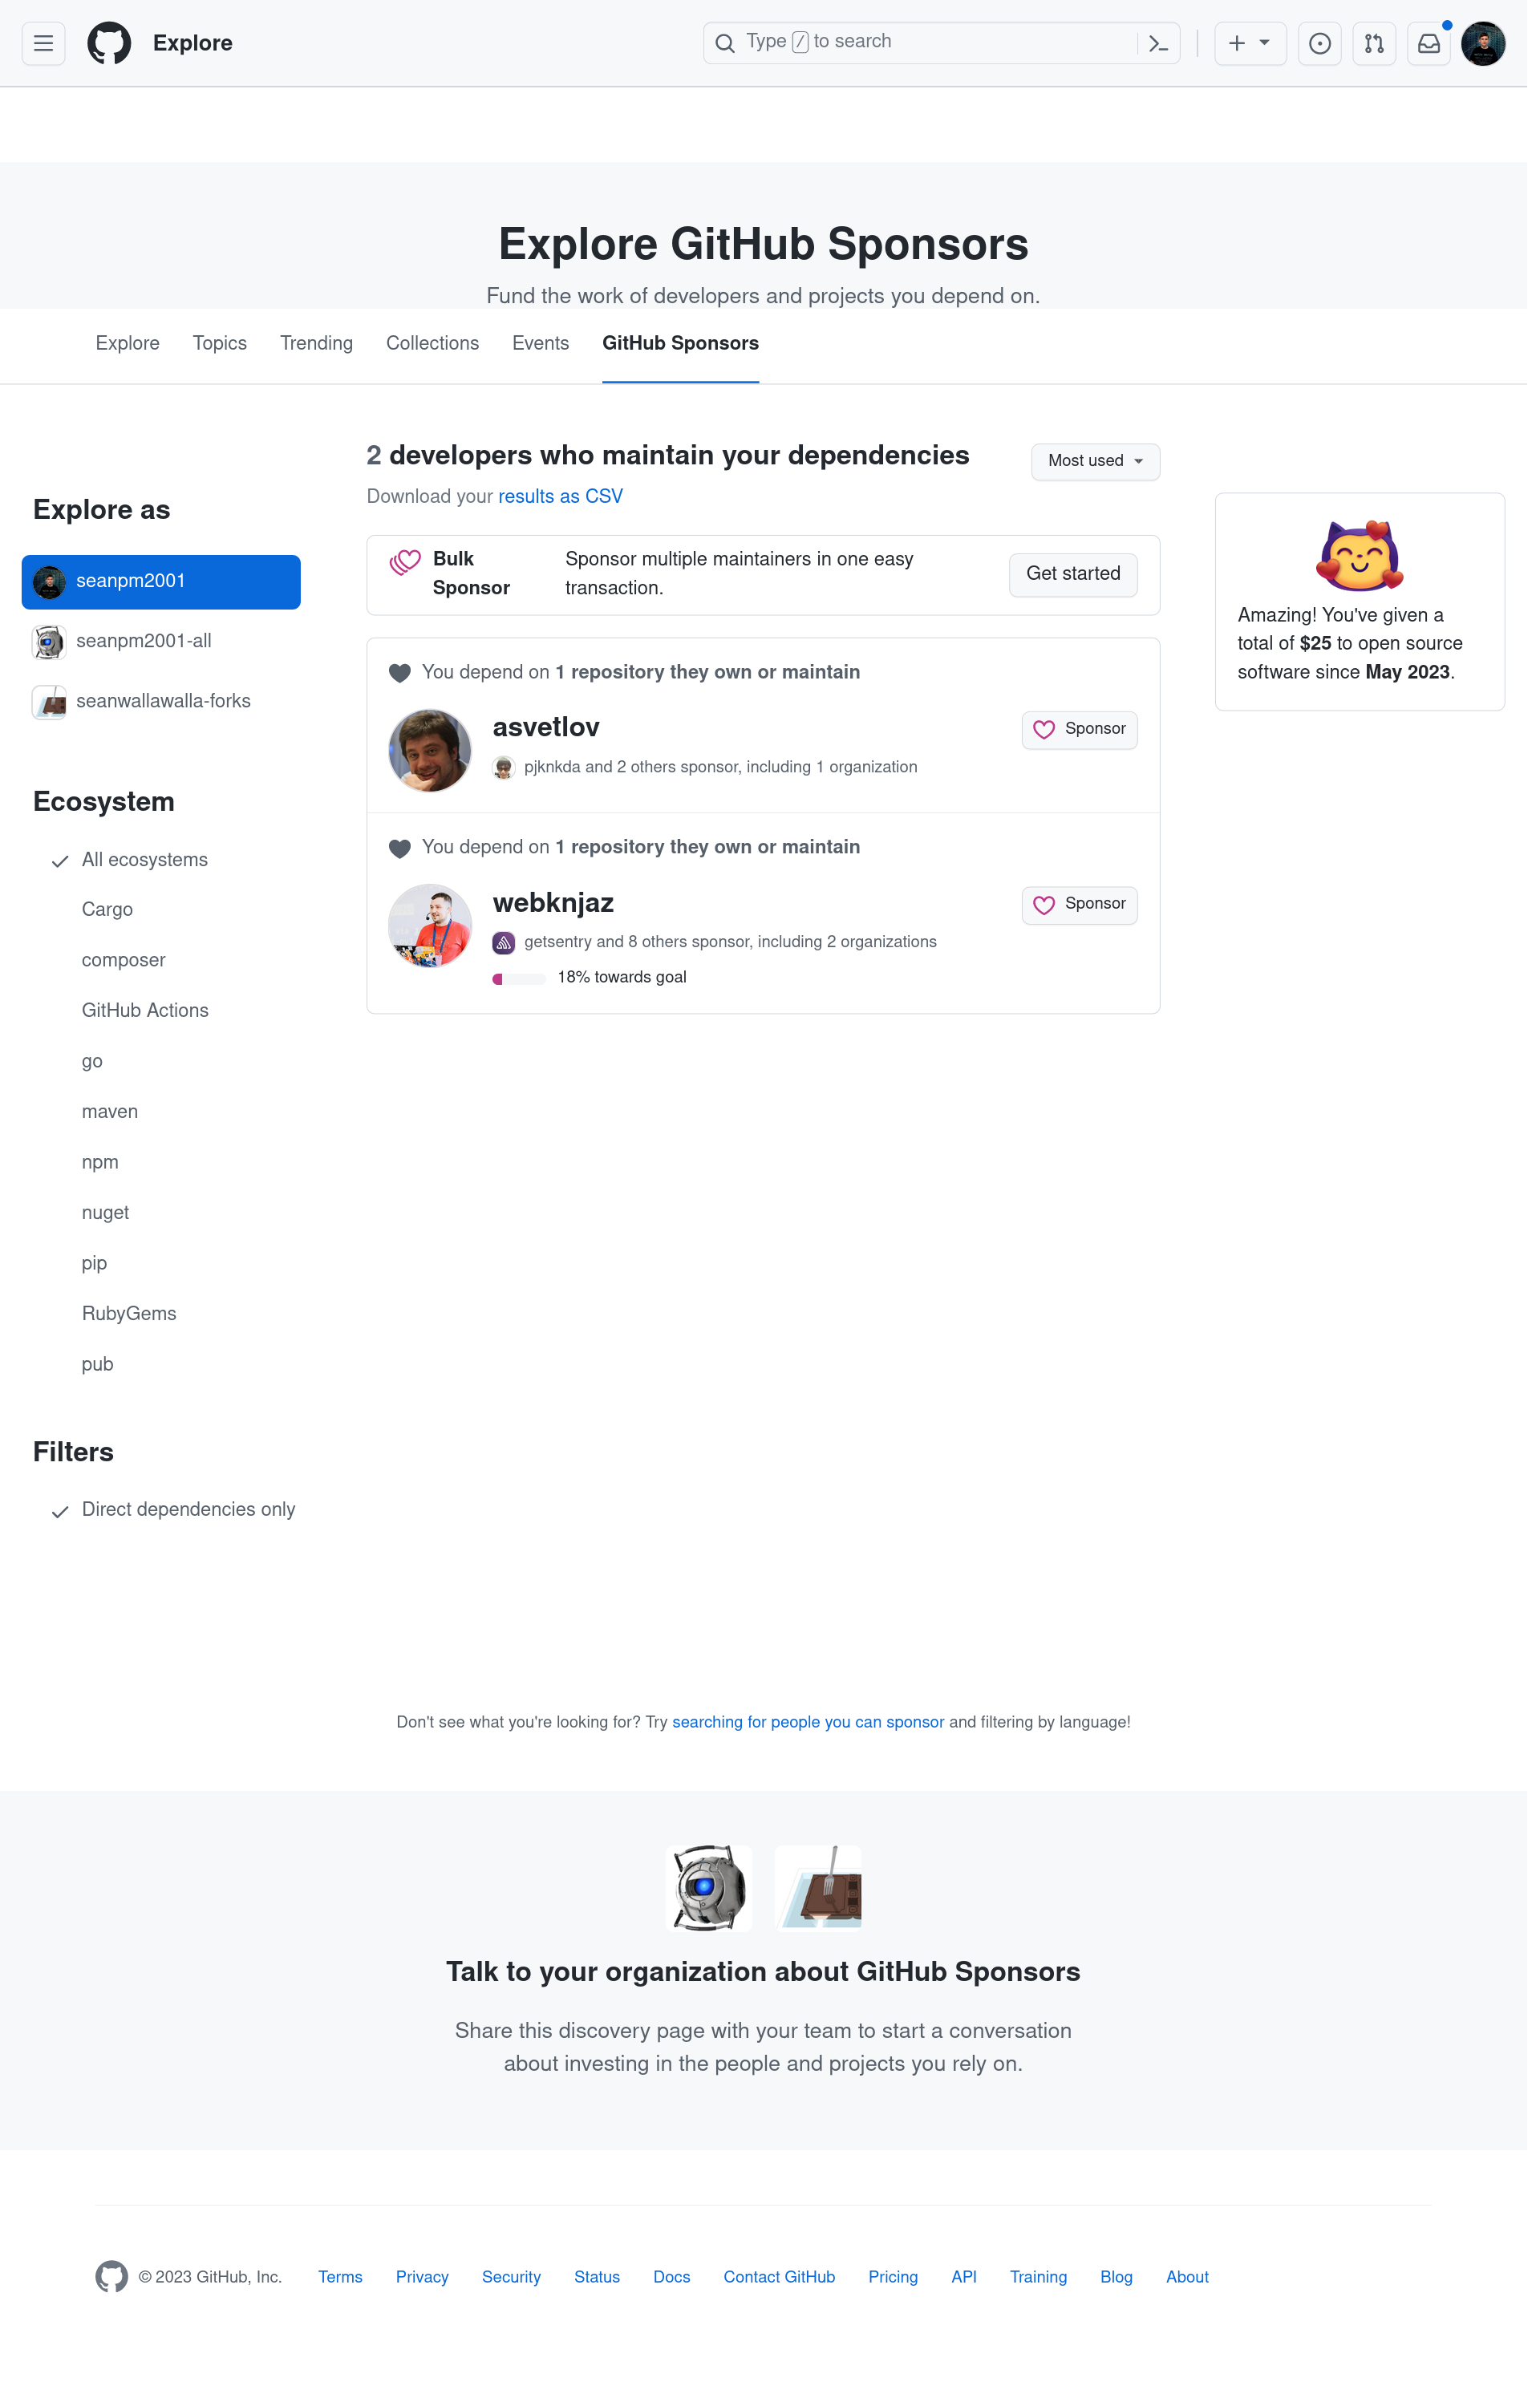 Explore
Type / to search
Explore GitHub Sponsors
Fund the work of developers and projects you depend on.
Explore Topics Trending Collections Events GitHub Sponsors
Explore as
seanpm2001
seanpm2001-all
seanwallawalla-forks
Ecosystem
All ecosystems
Cargo
composer
GitHub Actions
go
maven
npm
nuget
pip
RubyGems
pub
Filters
Direct dependencies only
2 developers who maintain your dependencies
Most used
Download your results as CSV
Bulk
Sponsor
Sponsor multiple maintainers in one easy
transaction.
Get started
You depend on 1 repository they own or maintain
asvetlov
Sponsor
pjknkda and 2 others sponsor, including 1 organization
You depend on 1 repository they own or maintain
webknjaz
Sponsor
getsentry and 8 others sponsor, including 2 organizations
18% towards goal
Amazing! You've given a
total of $25 to open source
software since May 2023.
Don't see what you're looking for? Try searching for people you can sponsor and filtering by language!
Talk to your organization about GitHub Sponsors
Share this discovery page with your team to start a conversation
about investing in the people and projects you rely on.
© 2023 GitHub, Inc. Terms Privacy Security Status Docs Contact GitHub Pricing API Training Blog About